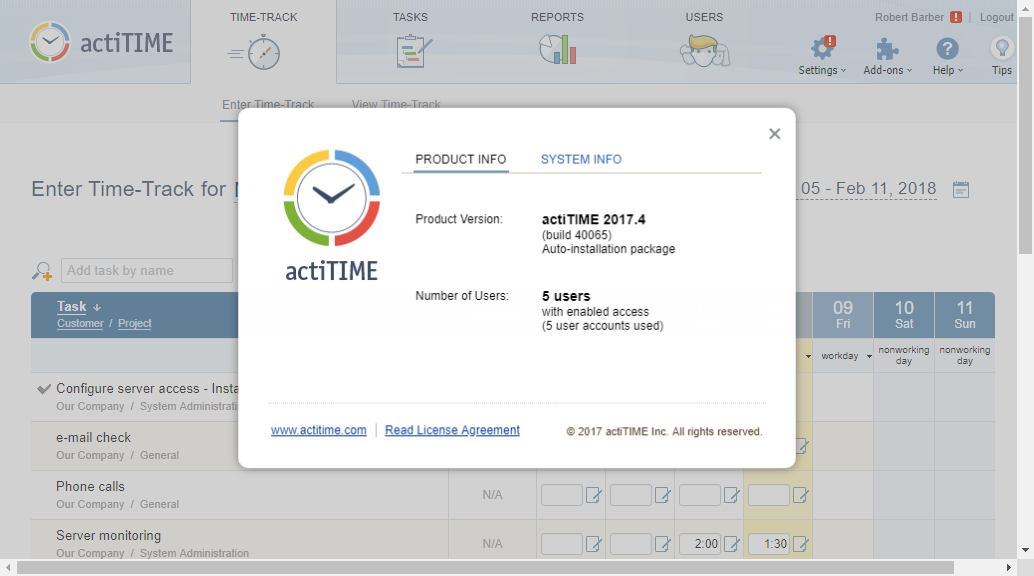 TIME-TRACK
TASKS
REPORTS
USERS
Robert Barber
Logout
actiTIME
Settings
Add-ons
Help
Tips
Enter Time-Track
View Time-Track
PRODUCT INFO
SYSTEM INFO
Enter Time-Track for
05 - Feb 11, 2018
Product Version:
actiTIME 2017.4
(build 40065)
Auto-installation package
actiTIME
Add task by name
Number of Users:
5 users
with enabled access
(5 user accounts used)
Task
Customer / Project
09
Fri
10
Sat
11
Sun
workday
nonworking
day
nonworking
day
Configure server access - Insta
Our Company / System Administrati
www.actitime.com
Read License Agreement
© 2017 actiTIME Inc. All rights reserved.
e-mail check
Our Company / General
Phone calls
Our Company / General
N/A
Server monitoring
Our Company / System Administration
N/A
2:00
1:30